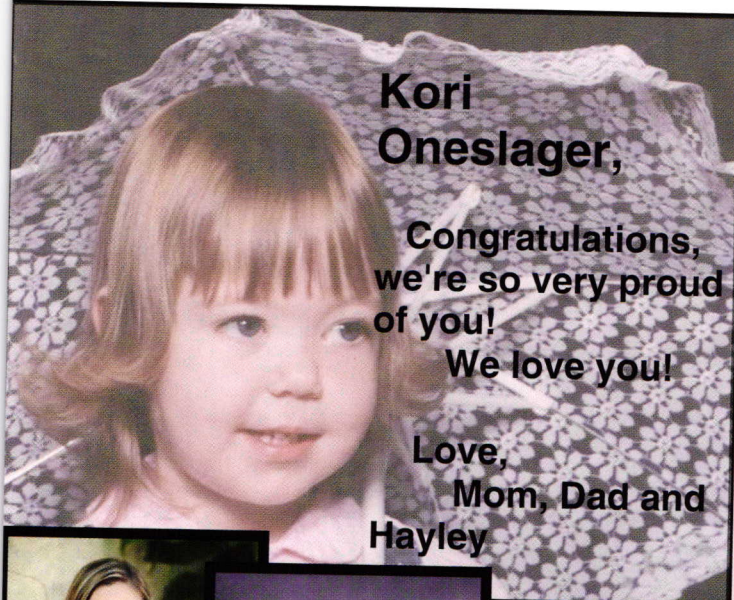 Kori
Oneslager,
Congratulations,
we're so very proud
of you!
We love you!
Love,
Mom, Dad and
Hayley